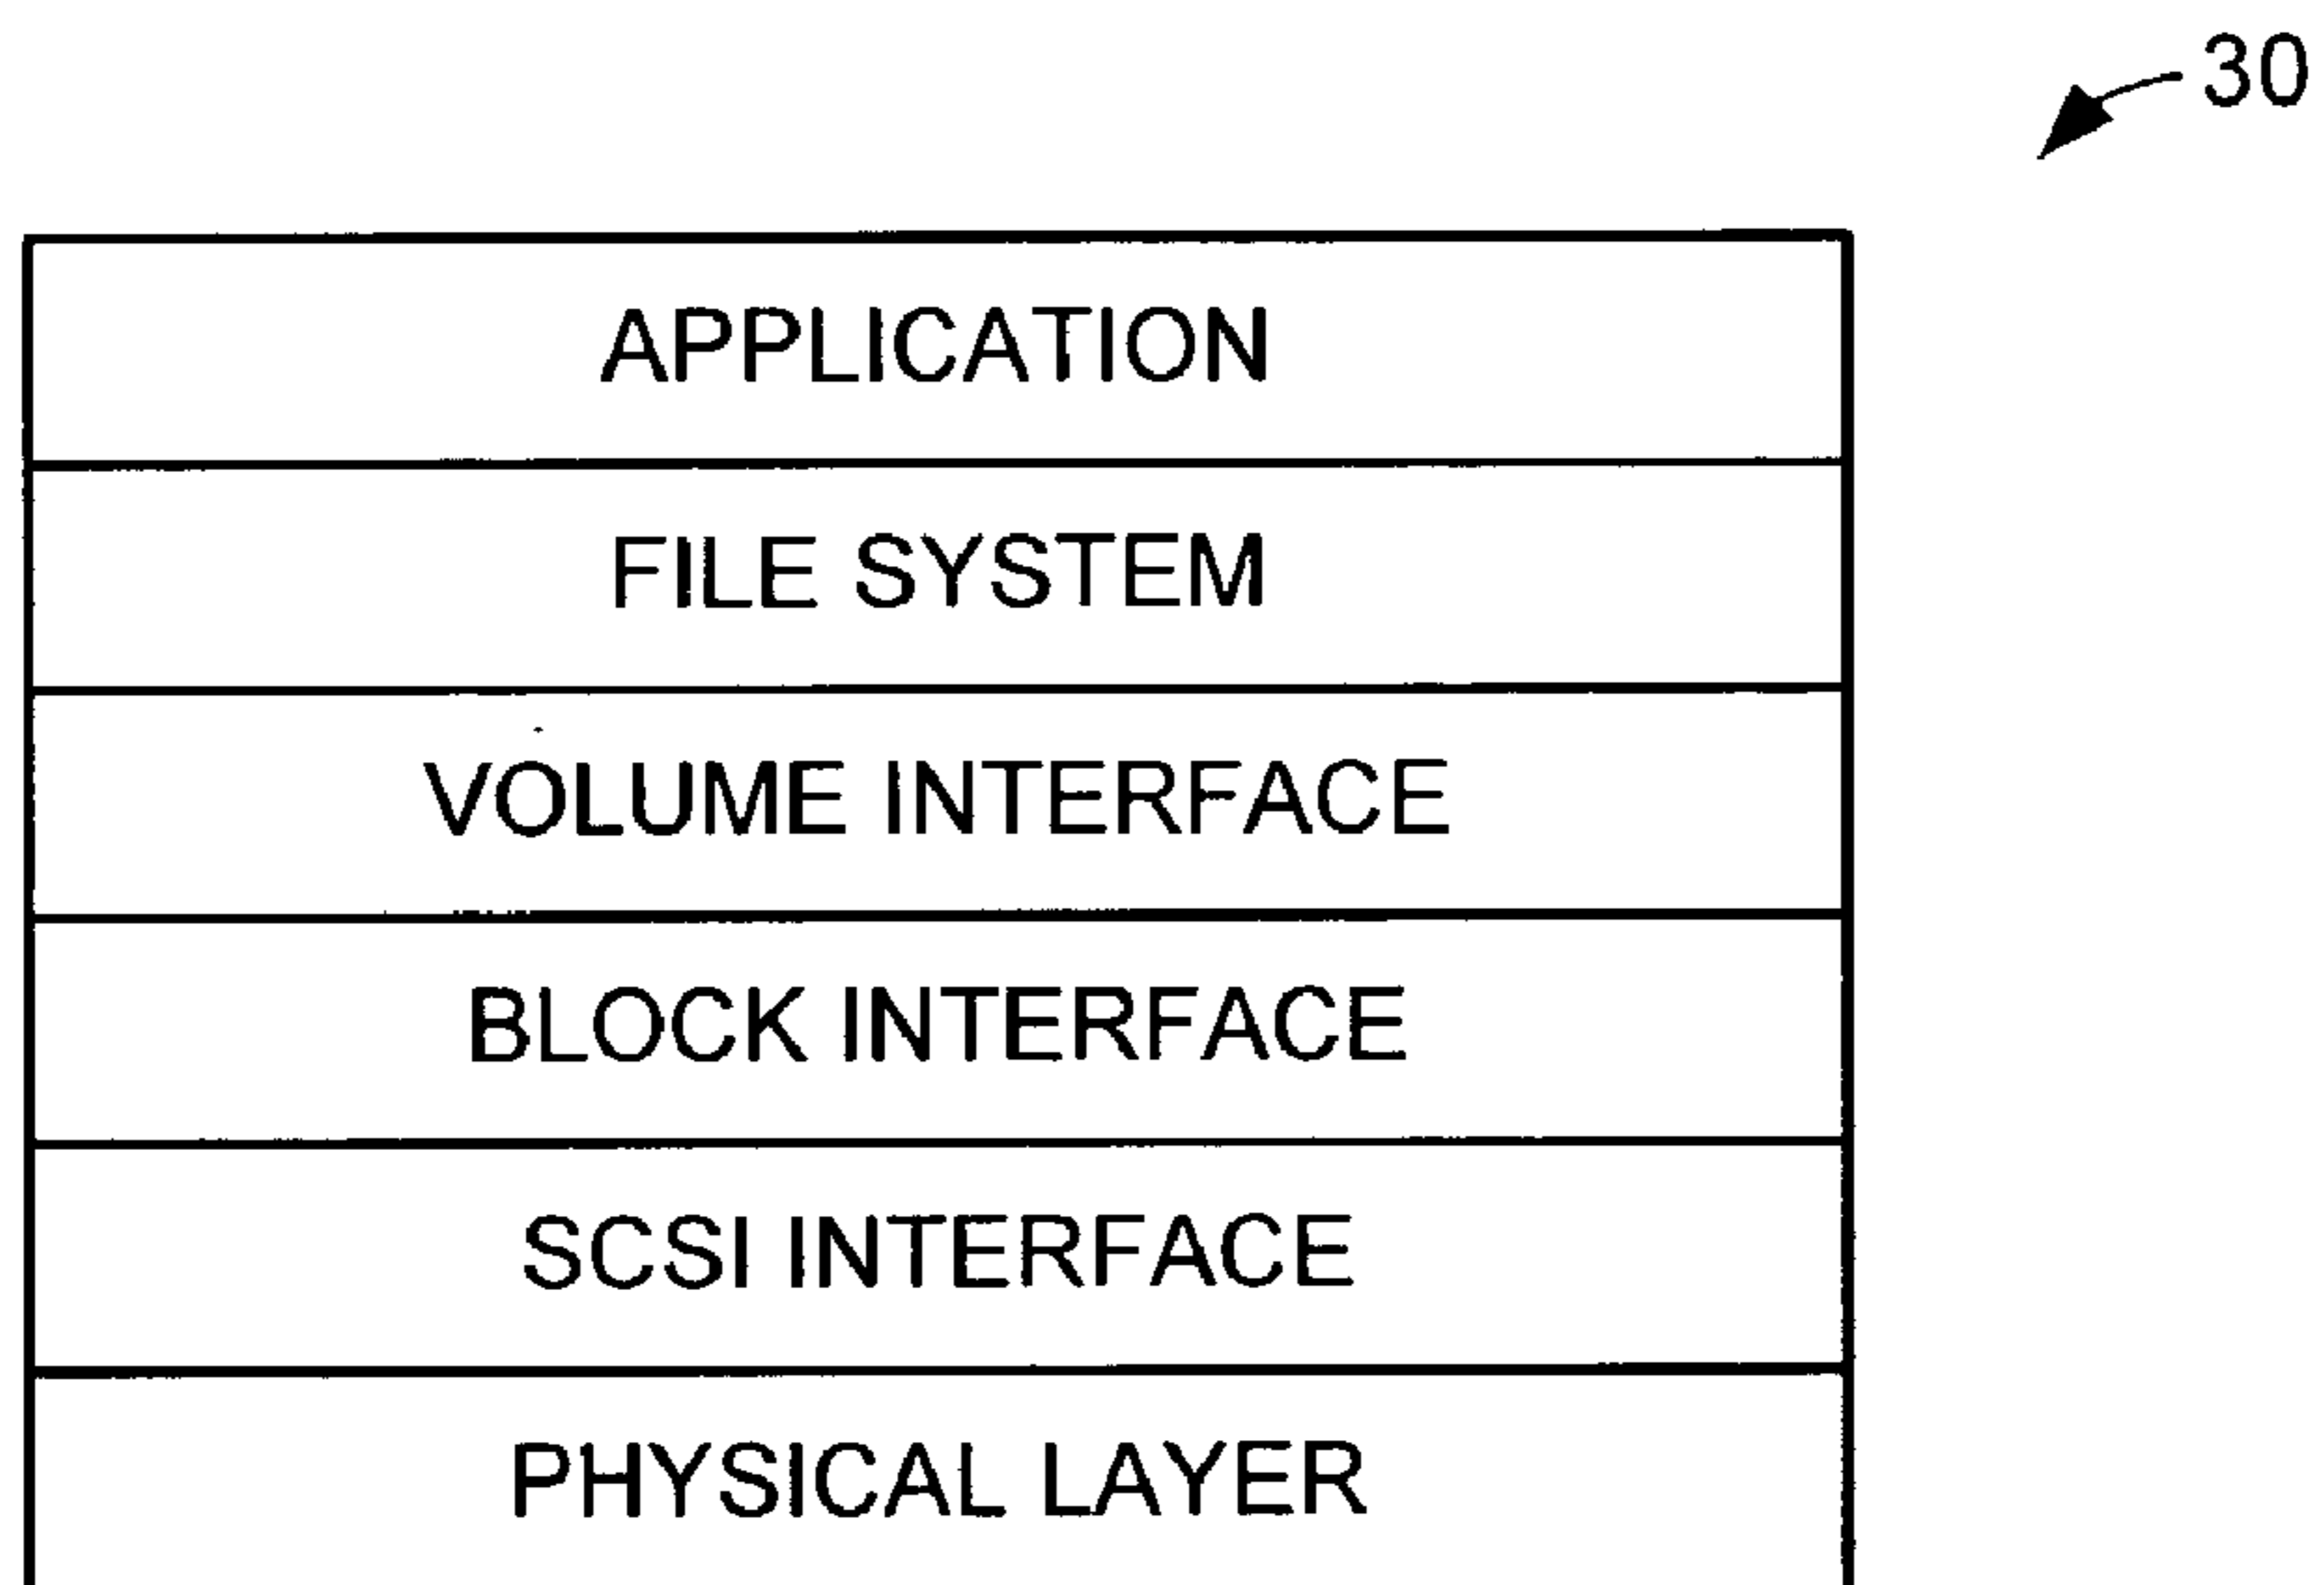 30
APPLICATION
FILE SYSTEM
VOLUME INTERFACE
BLOCK INTERFACE
SCSI INTERFACE
PHYSICAL LAYER